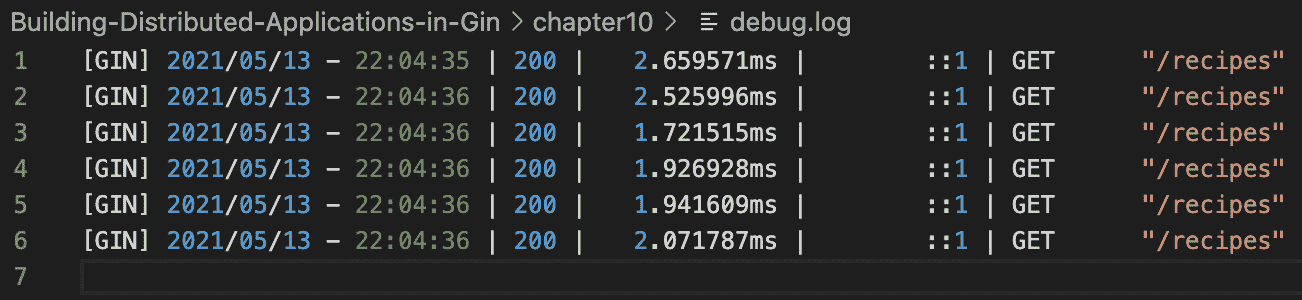 Building-Distributed-Applications-in-Gin > chapter10 > debug.log
1 [GIN] 2021/05/13 - 22:04:35 | 200 | 2.659571ms | ::1 | GET "/recipes"
2 [GIN] 2021/05/13 - 22:04:36 | 200 | 2.525996ms | ::1 | GET "/recipes"
3 [GIN] 2021/05/13 - 22:04:36 | 200 | 1.721515ms | ::1 | GET "/recipes"
4 [GIN] 2021/05/13 - 22:04:36 | 200 | 1.926928ms | ::1 | GET "/recipes"
5 [GIN] 2021/05/13 - 22:04:36 | 200 | 1.941609ms | ::1 | GET "/recipes"
6 [GIN] 2021/05/13 - 22:04:36 | 200 | 2.071787ms | ::1 | GET "/recipes"
7